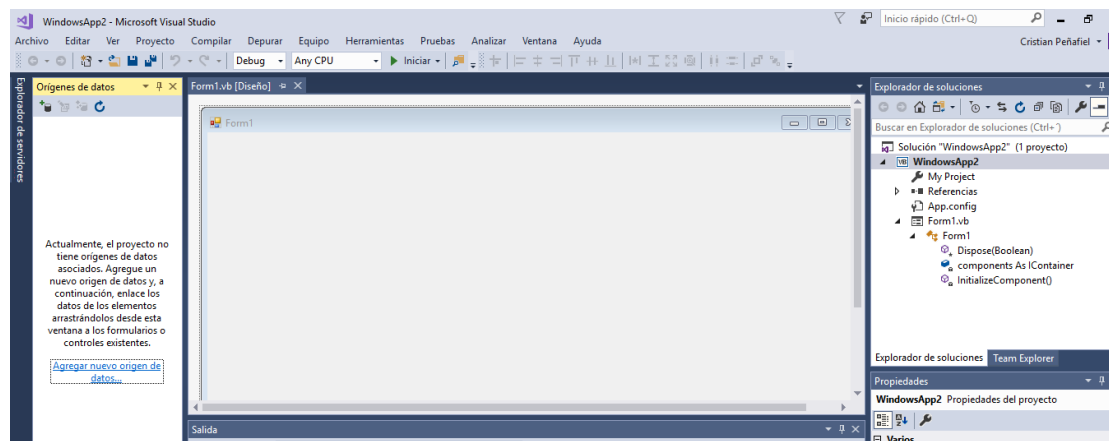 WindowsApp2 - Microsoft Visual Studio
Inicio rápido (Ctrl+Q)
Archivo Editar Ver Proyecto Compilar Depurar Equipo Herramientas Pruebas Analizar Ventana Ayuda
Cristian Peñafiel
Debug Any CPU Iniciar
Explorador de servidores
Orígenes de datos
Actualmente, el proyecto no
tiene orígenes de datos
asociados. Agregue un
nuevo origen de datos y, a
continuación, enlace los
datos de los elementos
arrastrándolos desde esta
ventana a los formularios o
controles existentes.
Agregar nuevo origen de
datos...
Form1.vb [Diseño]
Form1
Salida
Explorador de soluciones
Buscar en Explorador de soluciones (Ctrl+´)
Solución "WindowsApp2" (1 proyecto)
VB WindowsApp2
My Project
Referencias
App.config
Form1.vb
Form1
Dispose(Boolean)
components As IContainer
InitializeComponent()
Explorador de soluciones Team Explorer
Propiedades
WindowsApp2 Propiedades del proyecto
Varios